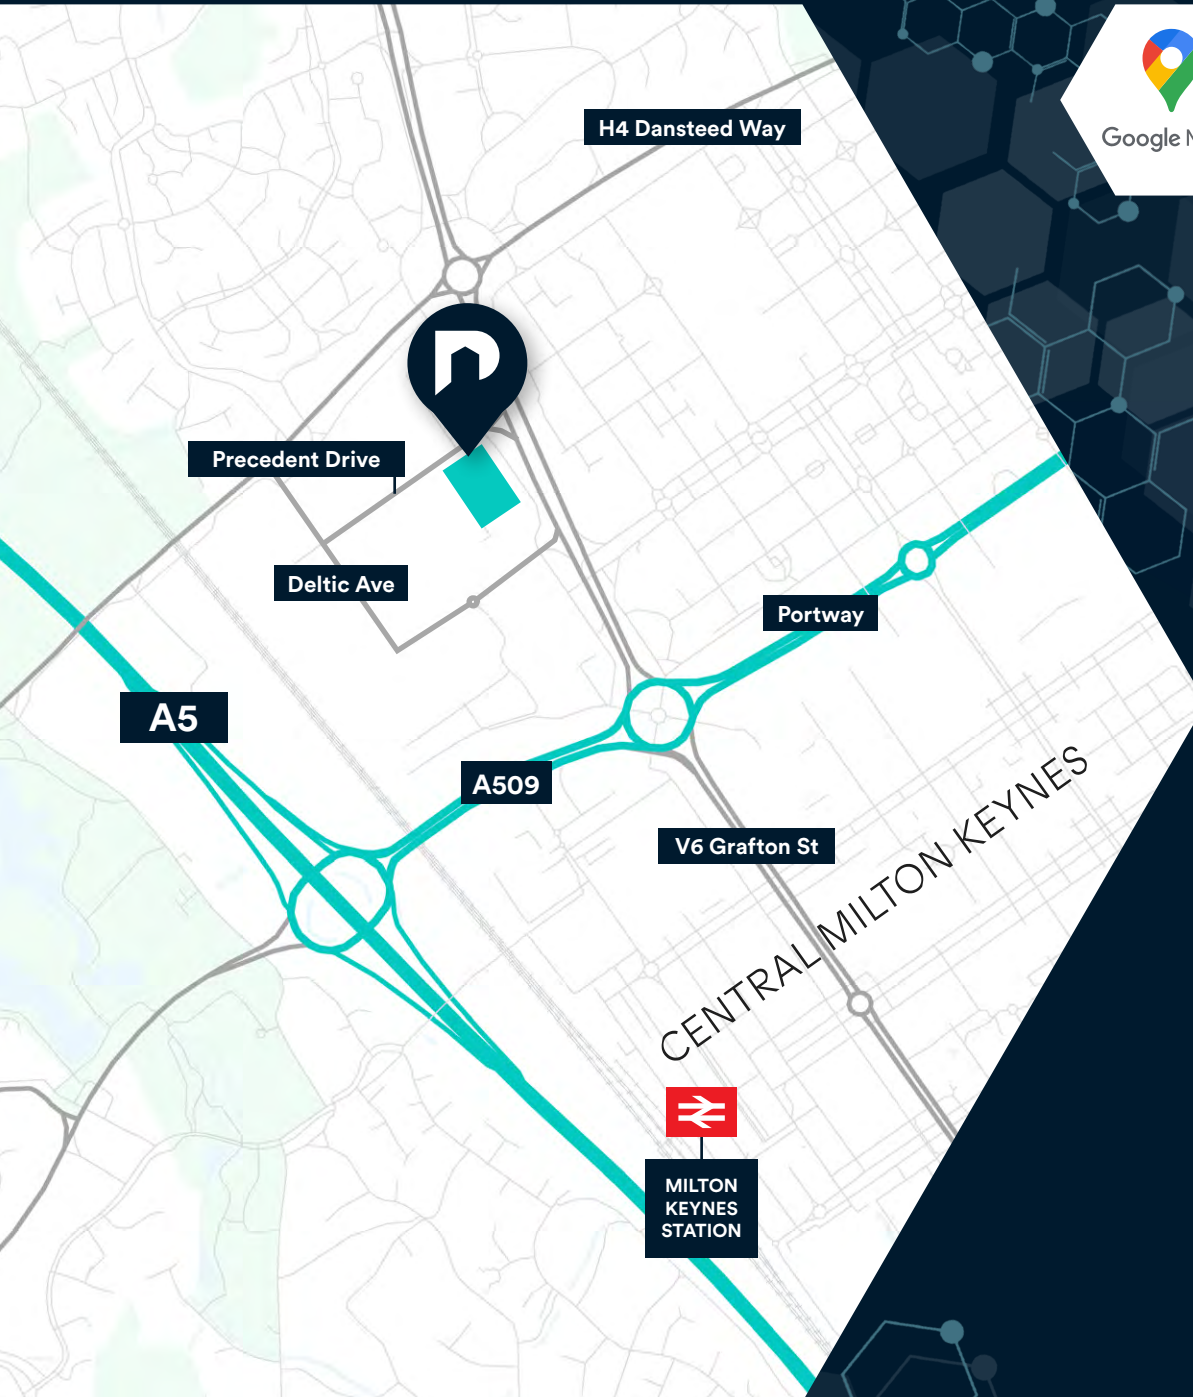 H4 Dansteed Way
Google M
Precedent Drive
Deltic Ave
Portway
A5
A509
V6 Grafton St
CENTRAL MILTON KEYNES
MILTON
KEYNES
STATION